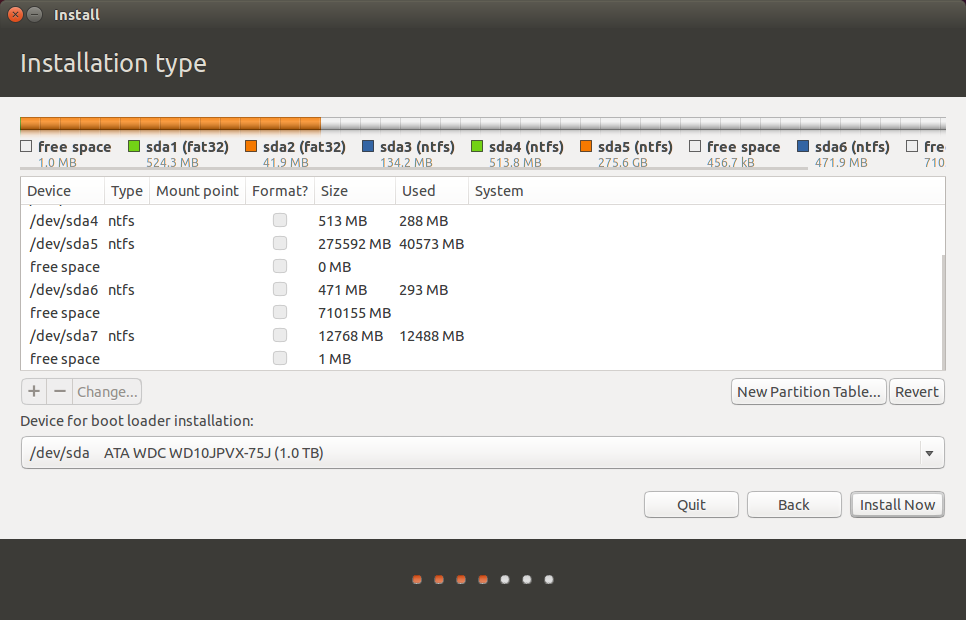 Install
Installation type
free space sda1 (fat32) sda2 (fat32) sda3 (ntfs) sda4 (ntfs) sda5 (ntfs) free space sda6 (ntfs) fre
1.0 MB 524.3 MB 41.9 MB 134.2 MB 513.8 MB 275.6 GB 456.7 kB 471.9 MB 710
Device Type Mount point Format? Size Used System
/dev/sda4 ntfs 513 MB 288 MB
/dev/sda5 ntfs 275592 MB 40573 MB
free space 0 MB
/dev/sda6 ntfs 471 MB 293 MB
free space 710155 MB
/dev/sda7 ntfs 12768 MB 12488 MB
free space 1 MB
+ − Change... New Partition Table... Revert
Device for boot loader installation:
/dev/sda ATA WDC WD10JPVX-75J (1.0 TB)
Quit Back Install Now